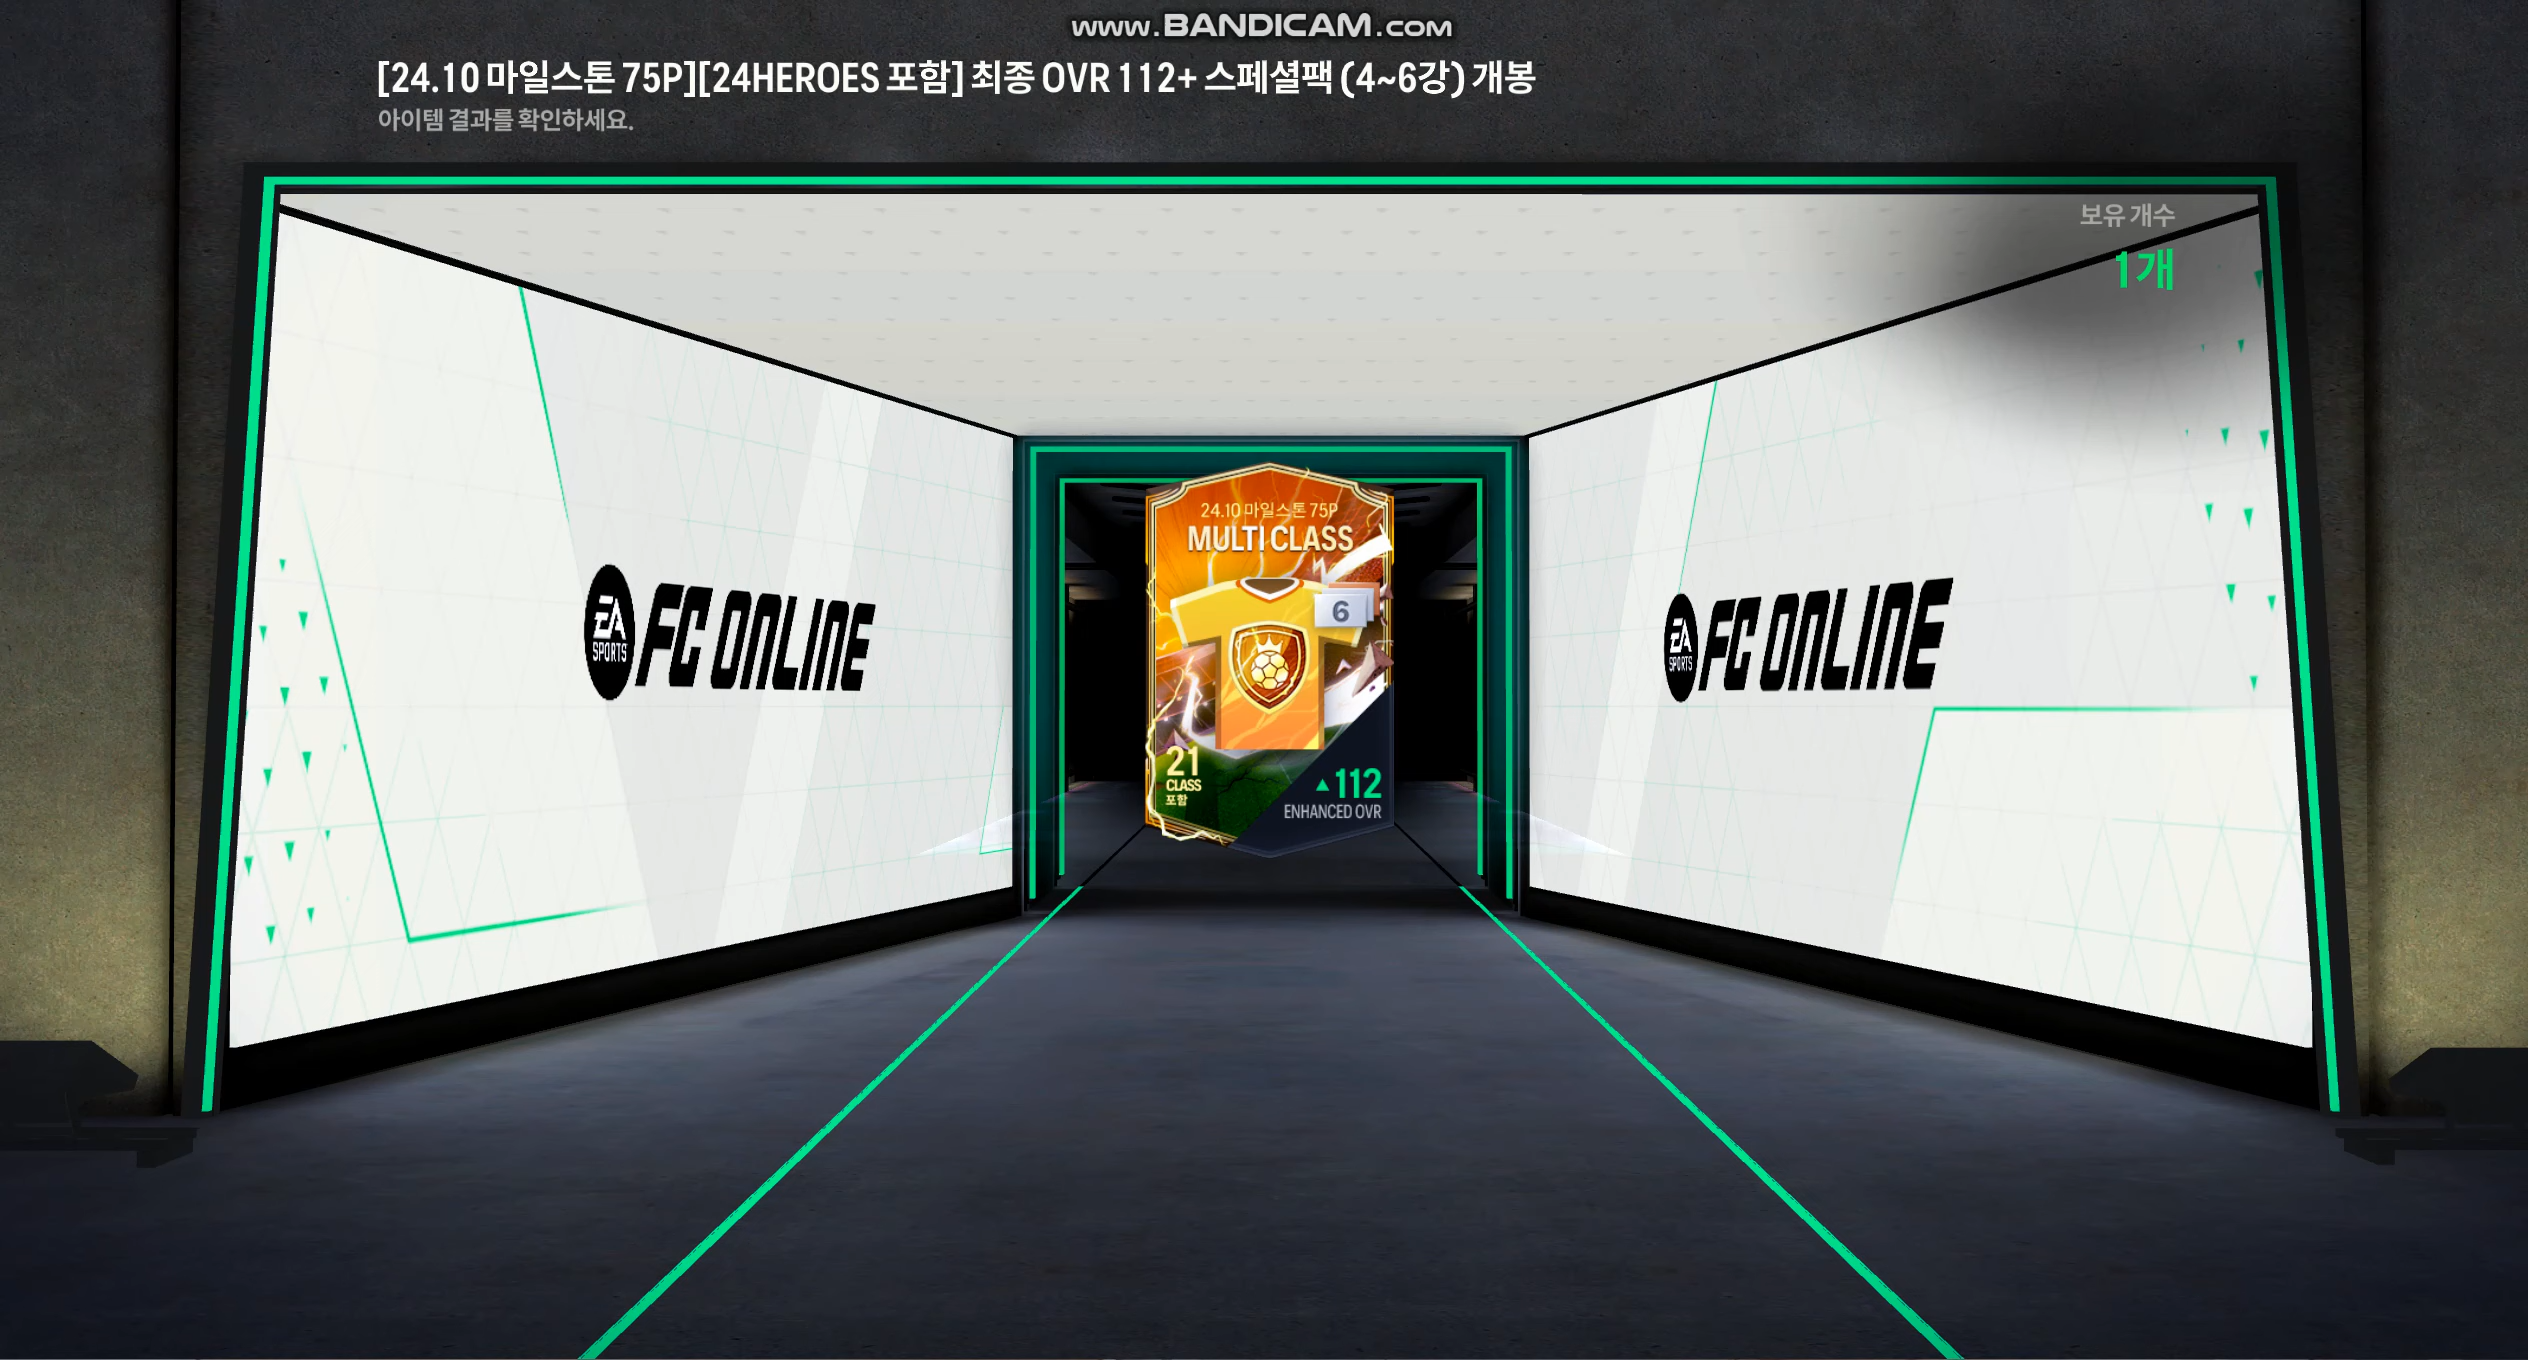 www.BANDICAM.com
[24.10 마일스톤 75P][24HEROES 포함] 최종 OVR 112+ 스페셜팩 (4~6강) 개봉
아이템 결과를 확인하세요.
보유 개수
1개
24.10 마일스톤 75P
MULTI CLASS
6
EA SPORTS FC ONLINE
EA SPORTS FC ONLINE
21
CLASS
포함
▲112
ENHANCED OVR